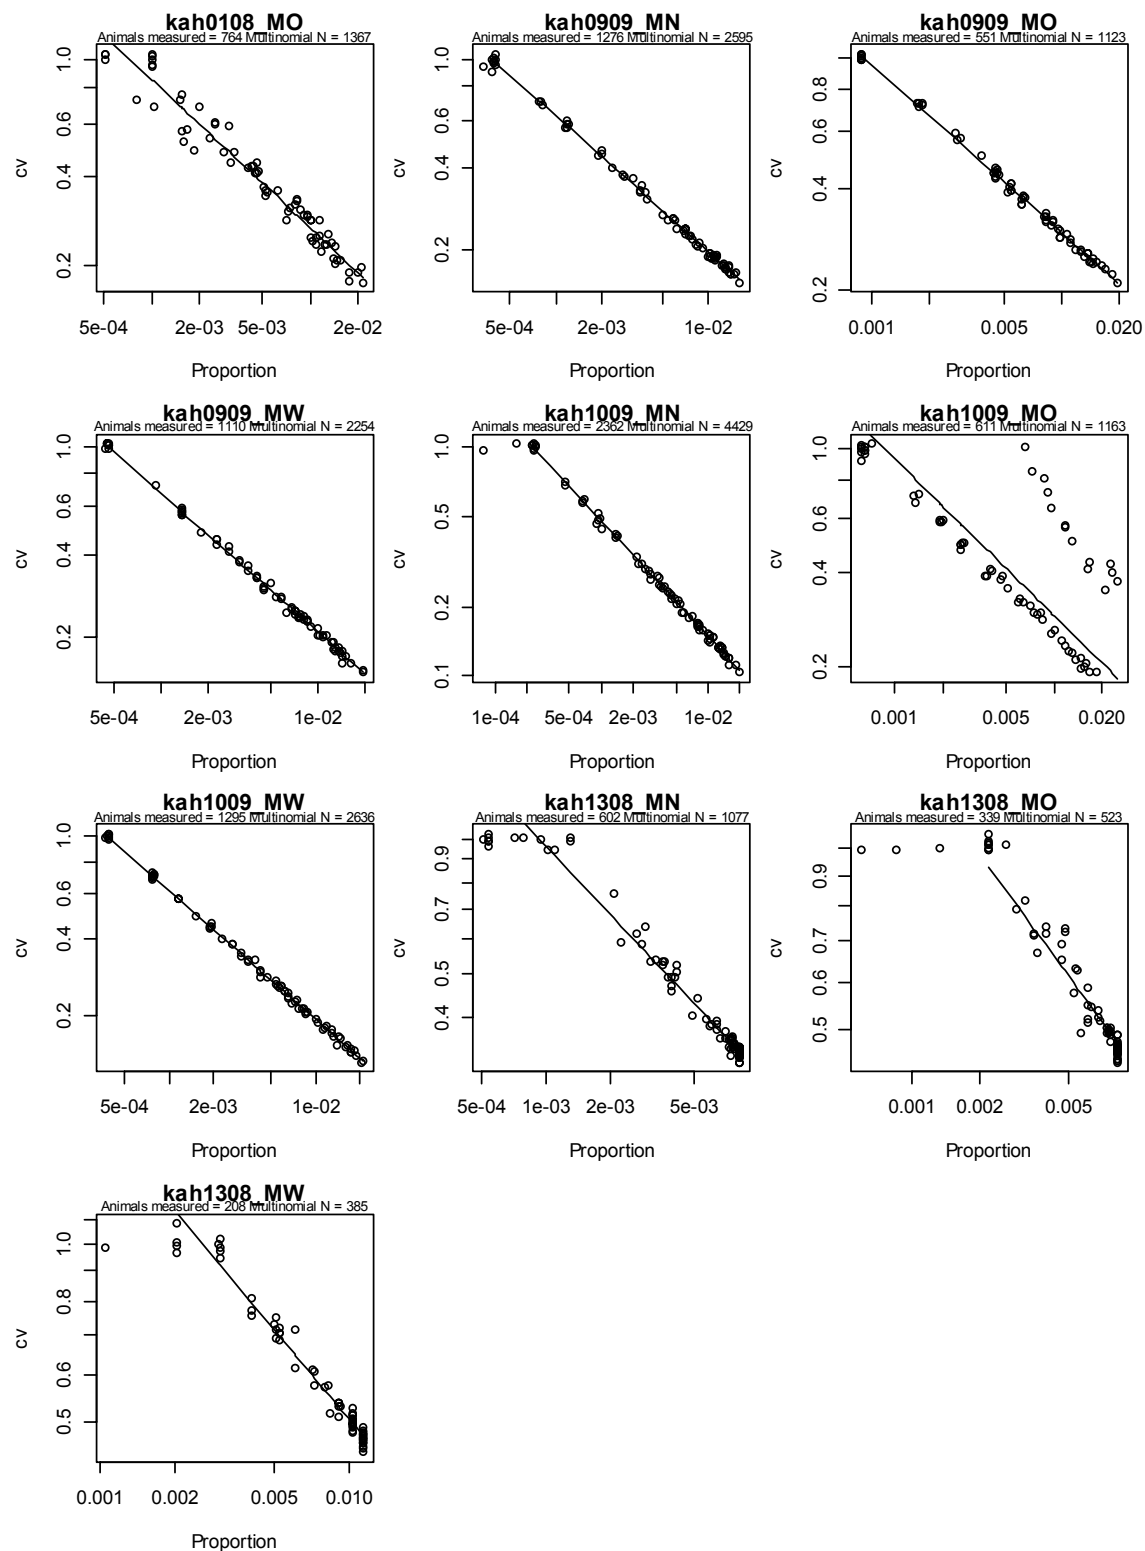 kah0108_MO
Animals measured = 764 Multinomial N = 1367
cv
1.0
0.6
0.4
0.2
5e-04 2e-03 5e-03 2e-02
Proportion
kah0909_MN
Animals measured = 1276 Multinomial N = 2595
cv
1.0
0.6
0.4
0.2
5e-04 2e-03 1e-02
Proportion
kah0909_MO
Animals measured = 551 Multinomial N = 1123
cv
0.8
0.6
0.4
0.2
0.001 0.005 0.020
Proportion
kah0909_MW
Animals measured = 1110 Multinomial N = 2254
cv
1.0
0.6
0.4
0.2
5e-04 2e-03 1e-02
Proportion
kah1009_MN
Animals measured = 2362 Multinomial N = 4429
cv
1.0
0.5
0.2
0.1
1e-04 5e-04 2e-03 1e-02
Proportion
kah1009_MO
Animals measured = 611 Multinomial N = 1163
cv
1.0
0.6
0.4
0.2
0.001 0.005 0.020
Proportion
kah1009_MW
Animals measured = 1295 Multinomial N = 2636
cv
1.0
0.6
0.4
0.2
5e-04 2e-03 1e-02
Proportion
kah1308_MN
Animals measured = 602 Multinomial N = 1077
cv
0.9
0.7
0.5
0.4
5e-04 1e-03 2e-03 5e-03
Proportion
kah1308_MO
Animals measured = 339 Multinomial N = 523
cv
0.9
0.7
0.6
0.5
0.001 0.002 0.005
Proportion
kah1308_MW
Animals measured = 208 Multinomial N = 385
cv
1.0
0.8
0.6
0.5
0.001 0.002 0.005 0.010
Proportion